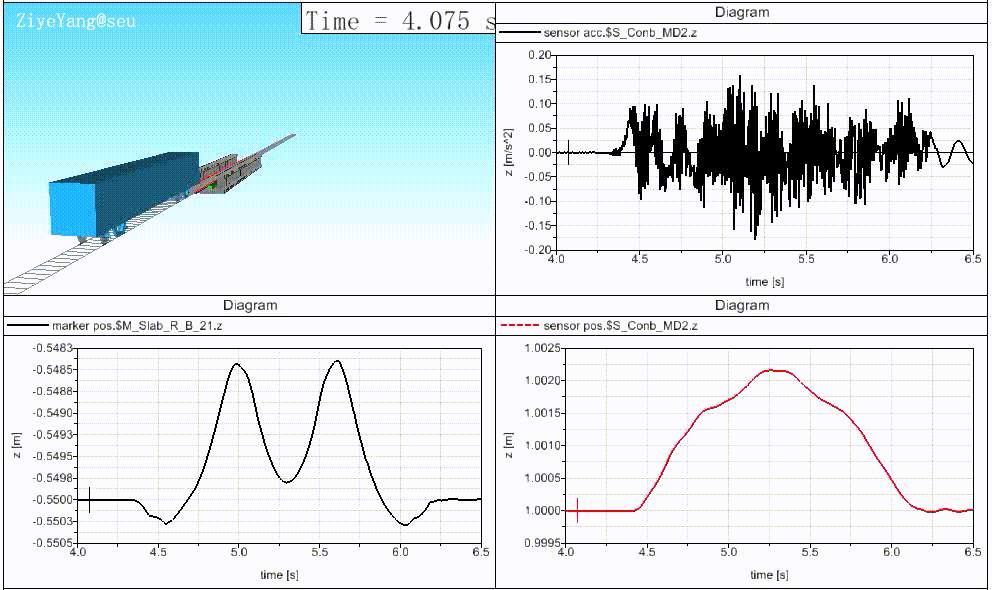 ZiyeYang@seu
Time = 4.075 s
Diagram
sensor acc.$S_Conb_MD2.z
z [m/s^2]
0.20
0.15
0.10
0.05
0.00
-0.05
-0.10
-0.15
-0.20
4.0 4.5 5.0 5.5 6.0 6.5
time [s]
Diagram
marker pos.$M_Slab_R_B_21.z
z [m]
-0.5483
-0.5485
-0.5488
-0.5490
-0.5493
-0.5495
-0.5498
-0.5500
-0.5503
-0.5505
4.0 4.5 5.0 5.5 6.0 6.5
time [s]
Diagram
sensor pos.$S_Conb_MD2.z
z [m]
1.0025
1.0020
1.0015
1.0010
1.0005
1.0000
0.9995
4.0 4.5 5.0 5.5 6.0 6.5
time [s]